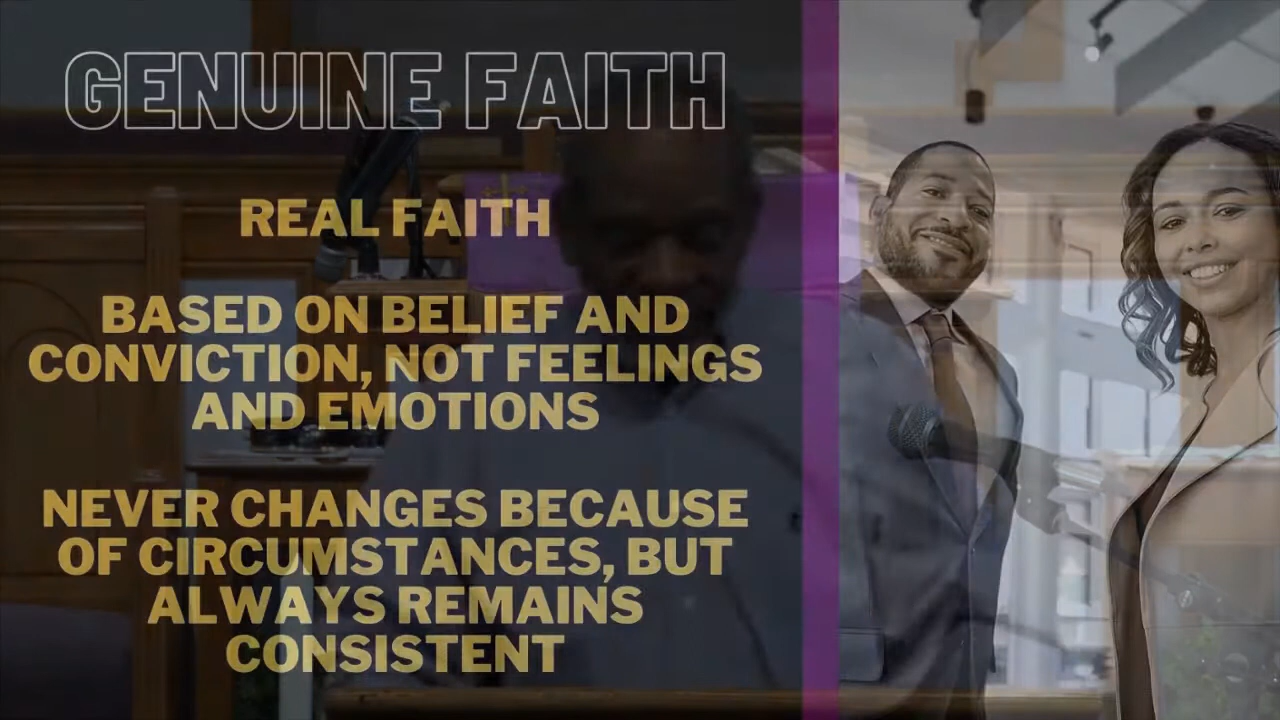 GENUINE FAITH
REAL FAITH
BASED ON BELIEF AND
CONVICTION, NOT FEELINGS
AND EMOTIONS
NEVER CHANGES BECAUSE
OF CIRCUMSTANCES, BUT
ALWAYS REMAINS
CONSISTENT